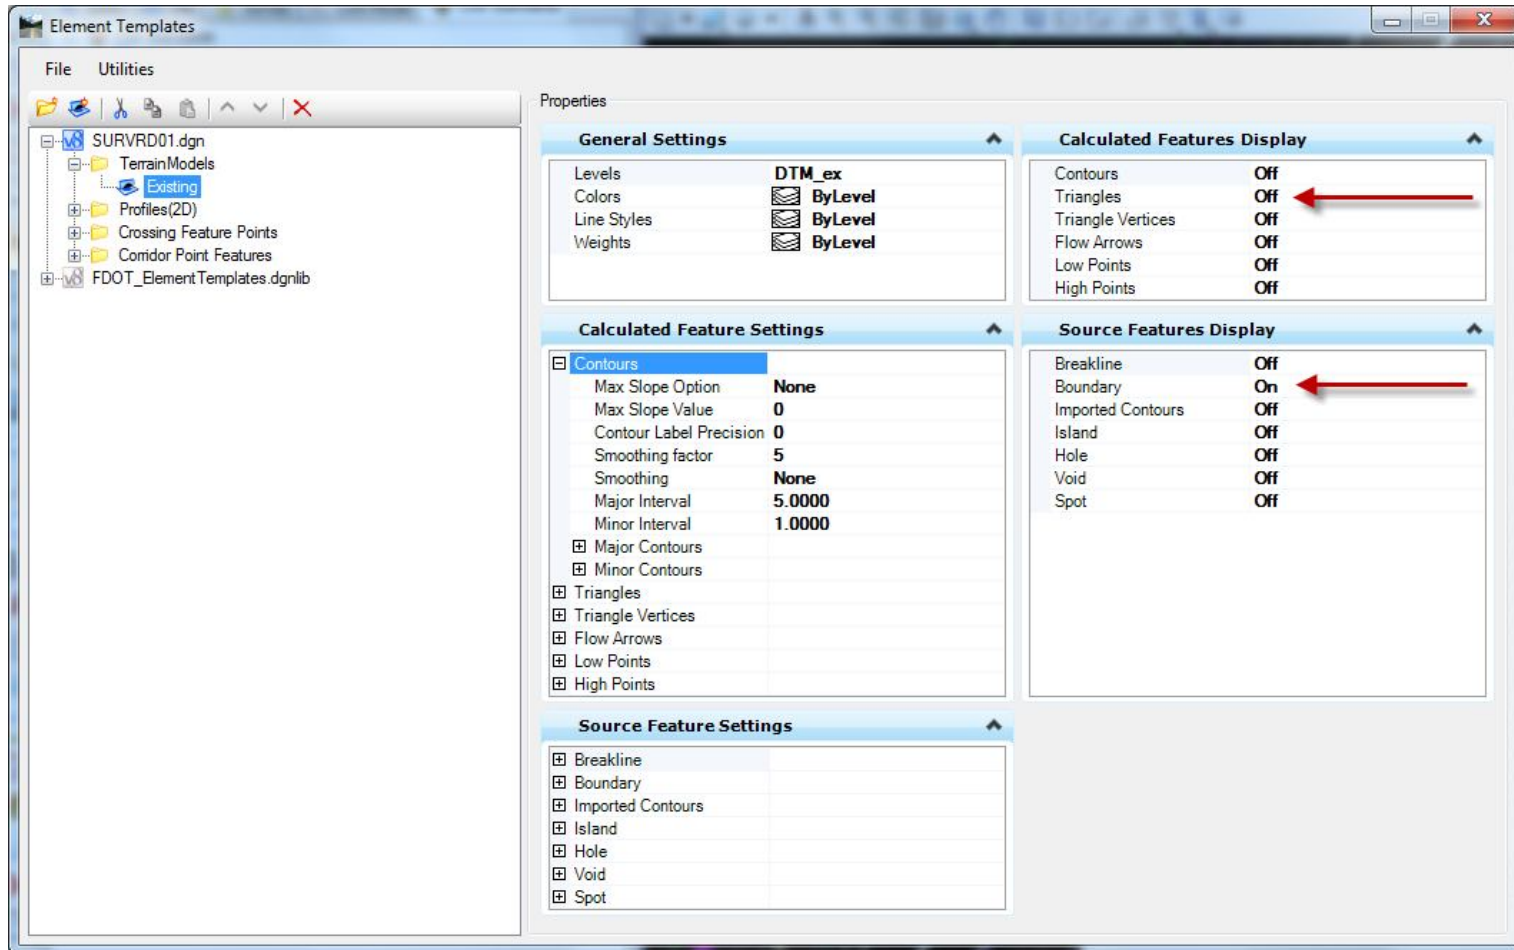 Element Templates
File Utilities
SURVRD01.dgn
TerrainModels
Existing
Profiles(2D)
Crossing Feature Points
Corridor Point Features
FDOT_ElementTemplates.dgnlib
Properties
General Settings
Levels DTM_ex
Colors ByLevel
Line Styles ByLevel
Weights ByLevel
Calculated Feature Settings
Contours
Max Slope Option None
Max Slope Value 0
Contour Label Precision 0
Smoothing factor 5
Smoothing None
Major Interval 5.0000
Minor Interval 1.0000
Major Contours
Minor Contours
Triangles
Triangle Vertices
Flow Arrows
Low Points
High Points
Source Feature Settings
Breakline
Boundary
Imported Contours
Island
Hole
Void
Spot
Calculated Features Display
Contours Off
Triangles Off
Triangle Vertices Off
Flow Arrows Off
Low Points Off
High Points Off
Source Features Display
Breakline Off
Boundary On
Imported Contours Off
Island Off
Hole Off
Void Off
Spot Off